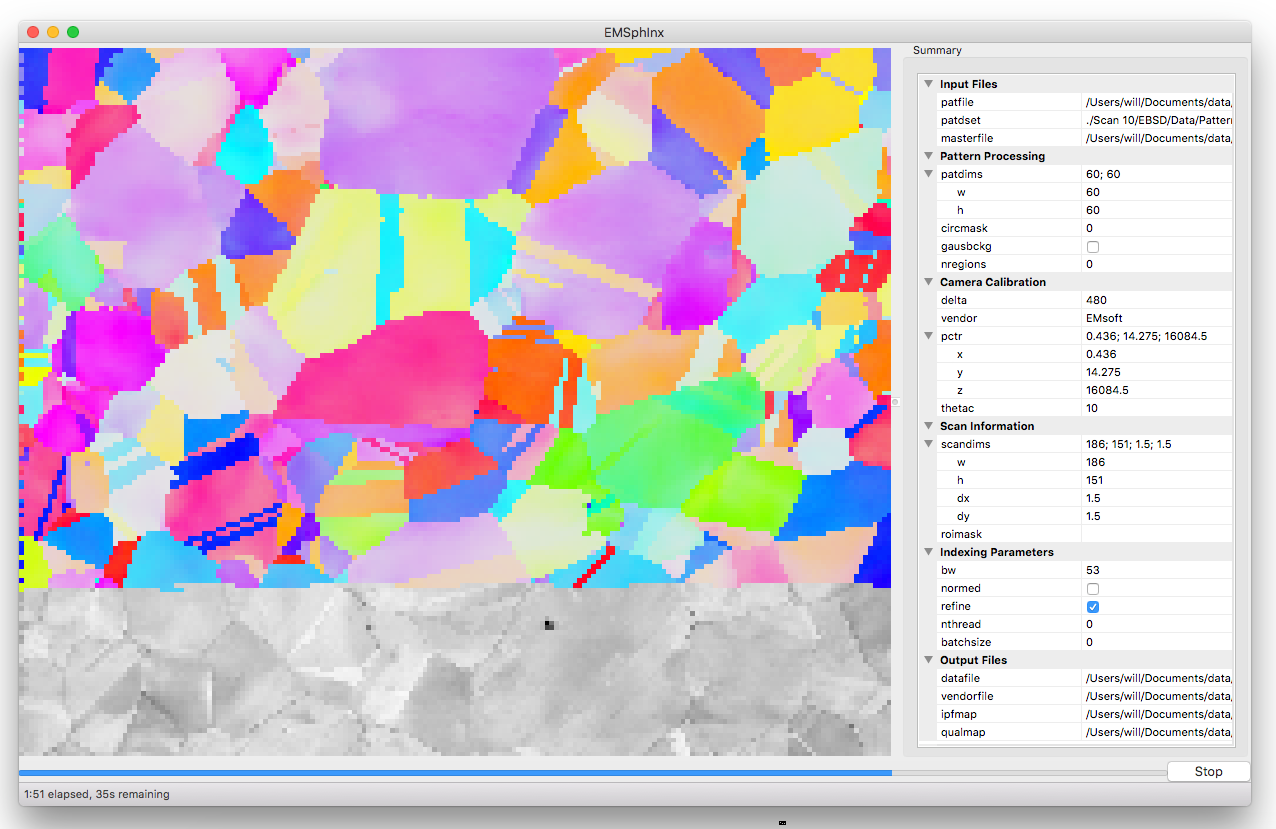 EMSphInx
Summary
Input Files
patfile /Users/will/Documents/data,
patdset ./Scan 10/EBSD/Data/Pattern
masterfile /Users/will/Documents/data,
Pattern Processing
patdims 60; 60
w 60
h 60
circmask 0
gausbckg
nregions 0
Camera Calibration
delta 480
vendor EMsoft
pctr 0.436; 14.275; 16084.5
x 0.436
y 14.275
z 16084.5
thetac 10
Scan Information
scandims 186; 151; 1.5; 1.5
w 186
h 151
dx 1.5
dy 1.5
roimask
Indexing Parameters
bw 53
normed
refine
nthread 0
batchsize 0
Output Files
datafile /Users/will/Documents/data,
vendorfile /Users/will/Documents/data,
ipfmap /Users/will/Documents/data,
qualmap /Users/will/Documents/data,
Stop
1:51 elapsed, 35s remaining